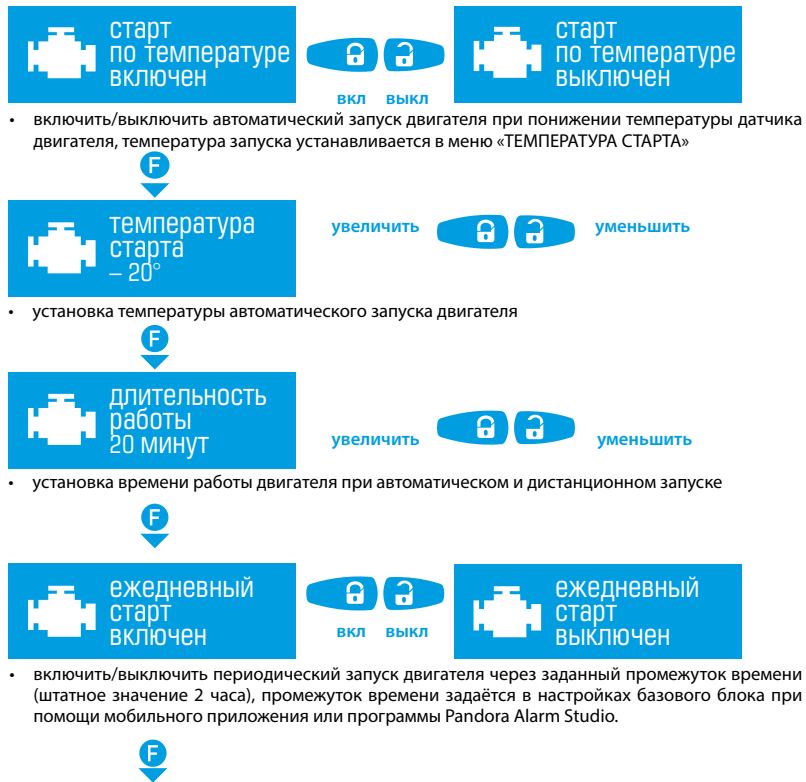 старт
по температуре
включен
вкл выкл
старт
по температуре
выключен
• включить/выключить автоматический запуск двигателя при понижении температуры датчика
двигателя, температура запуска устанавливается в меню «ТЕМПЕРАТУРА СТАРТА»
F
температура
старта
– 20°
увеличить
уменьшить
• установка температуры автоматического запуска двигателя
F
длительность
работы
20 минут
увеличить
уменьшить
• установка времени работы двигателя при автоматическом и дистанционном запуске
F
ежедневный
старт
включен
вкл выкл
ежедневный
старт
выключен
• включить/выключить периодический запуск двигателя через заданный промежуток времени
(штатное значение 2 часа), промежуток времени задаётся в настройках базового блока при
помощи мобильного приложения или программы Pandora Alarm Studio.
F